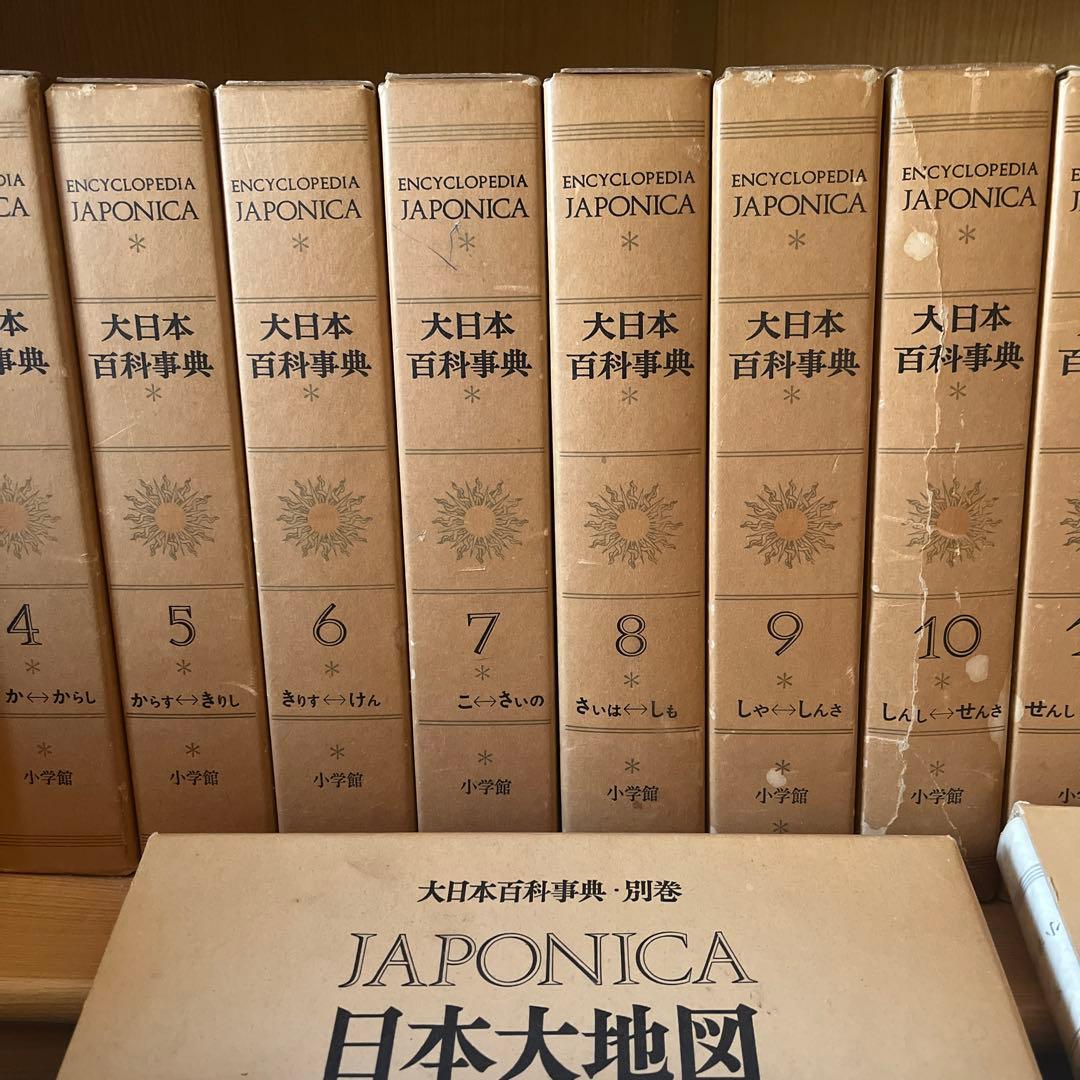 DIA
CA
本
事典
4
か↔からし
小学館
ENCYCLOPEDIA
JAPONICA
大日本
百科事典
5
からす↔きりし
小学館
ENCYCLOPEDIA
JAPONICA
大日本
百科事典
6
きりす↔けん
小学館
ENCYCLOPEDIA
JAPONICA
大日本
百科事典
7
こ↔さいの
小学館
ENCYCLOPEDIA
JAPONICA
大日本
百科事典
8
さいは↔しも
小学館
ENCYCLOPEDIA
JAPONICA
大日本
百科事典
9
しゃ↔しんさ
小学館
ENCYCLOPEDIA
JAPONICA
大日本
百科事典
10
しんし↔せんさ
小学館
せんし
大日本百科事典・別巻
JAPONICA
日本大地図